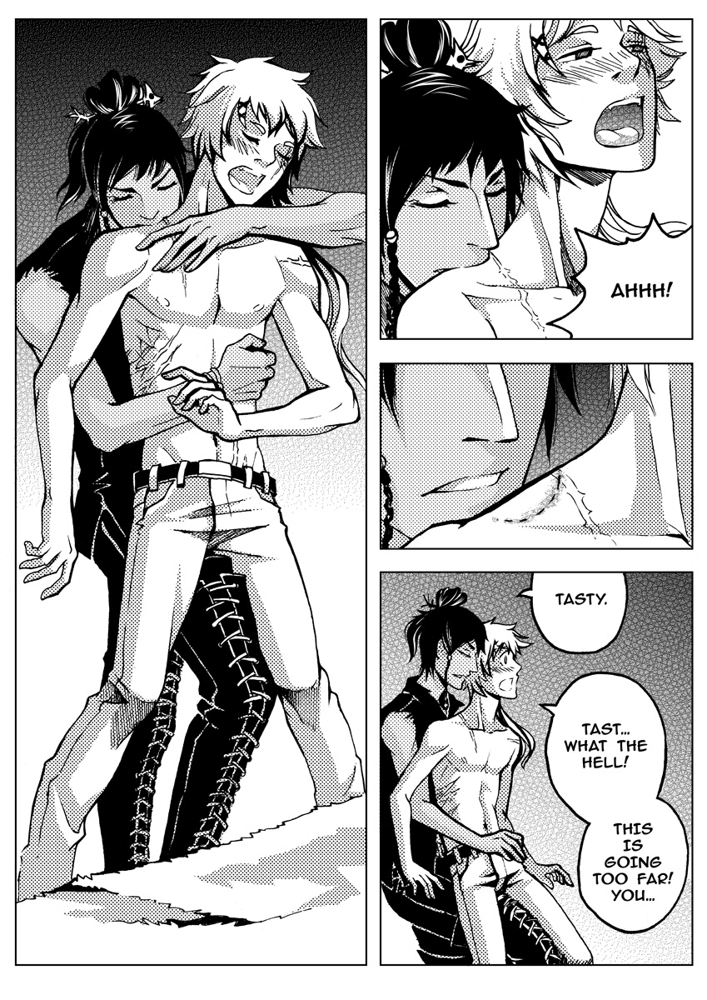 AHHH!
TASTY.
TAST...
WHAT THE
HELL!
THIS
IS
GOING
TOO FAR!
YOU...